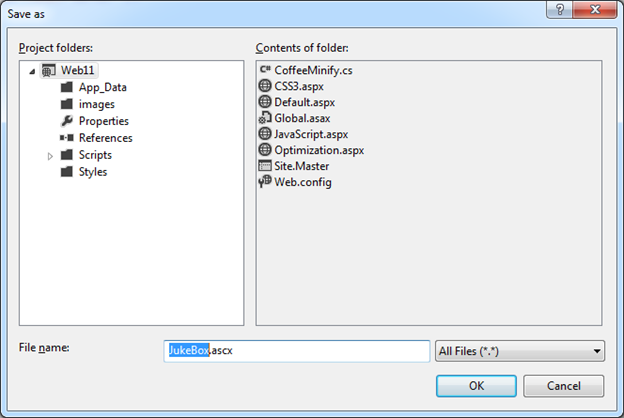 Save as
?
Project folders:
Web11
App_Data
images
Properties
References
Scripts
Styles
Contents of folder:
CoffeeMinify.cs
CSS3.aspx
Default.aspx
Global.asax
JavaScript.aspx
Optimization.aspx
Site.Master
Web.config
File name:
JukeBox.ascx
All Files (*.*)
OK
Cancel